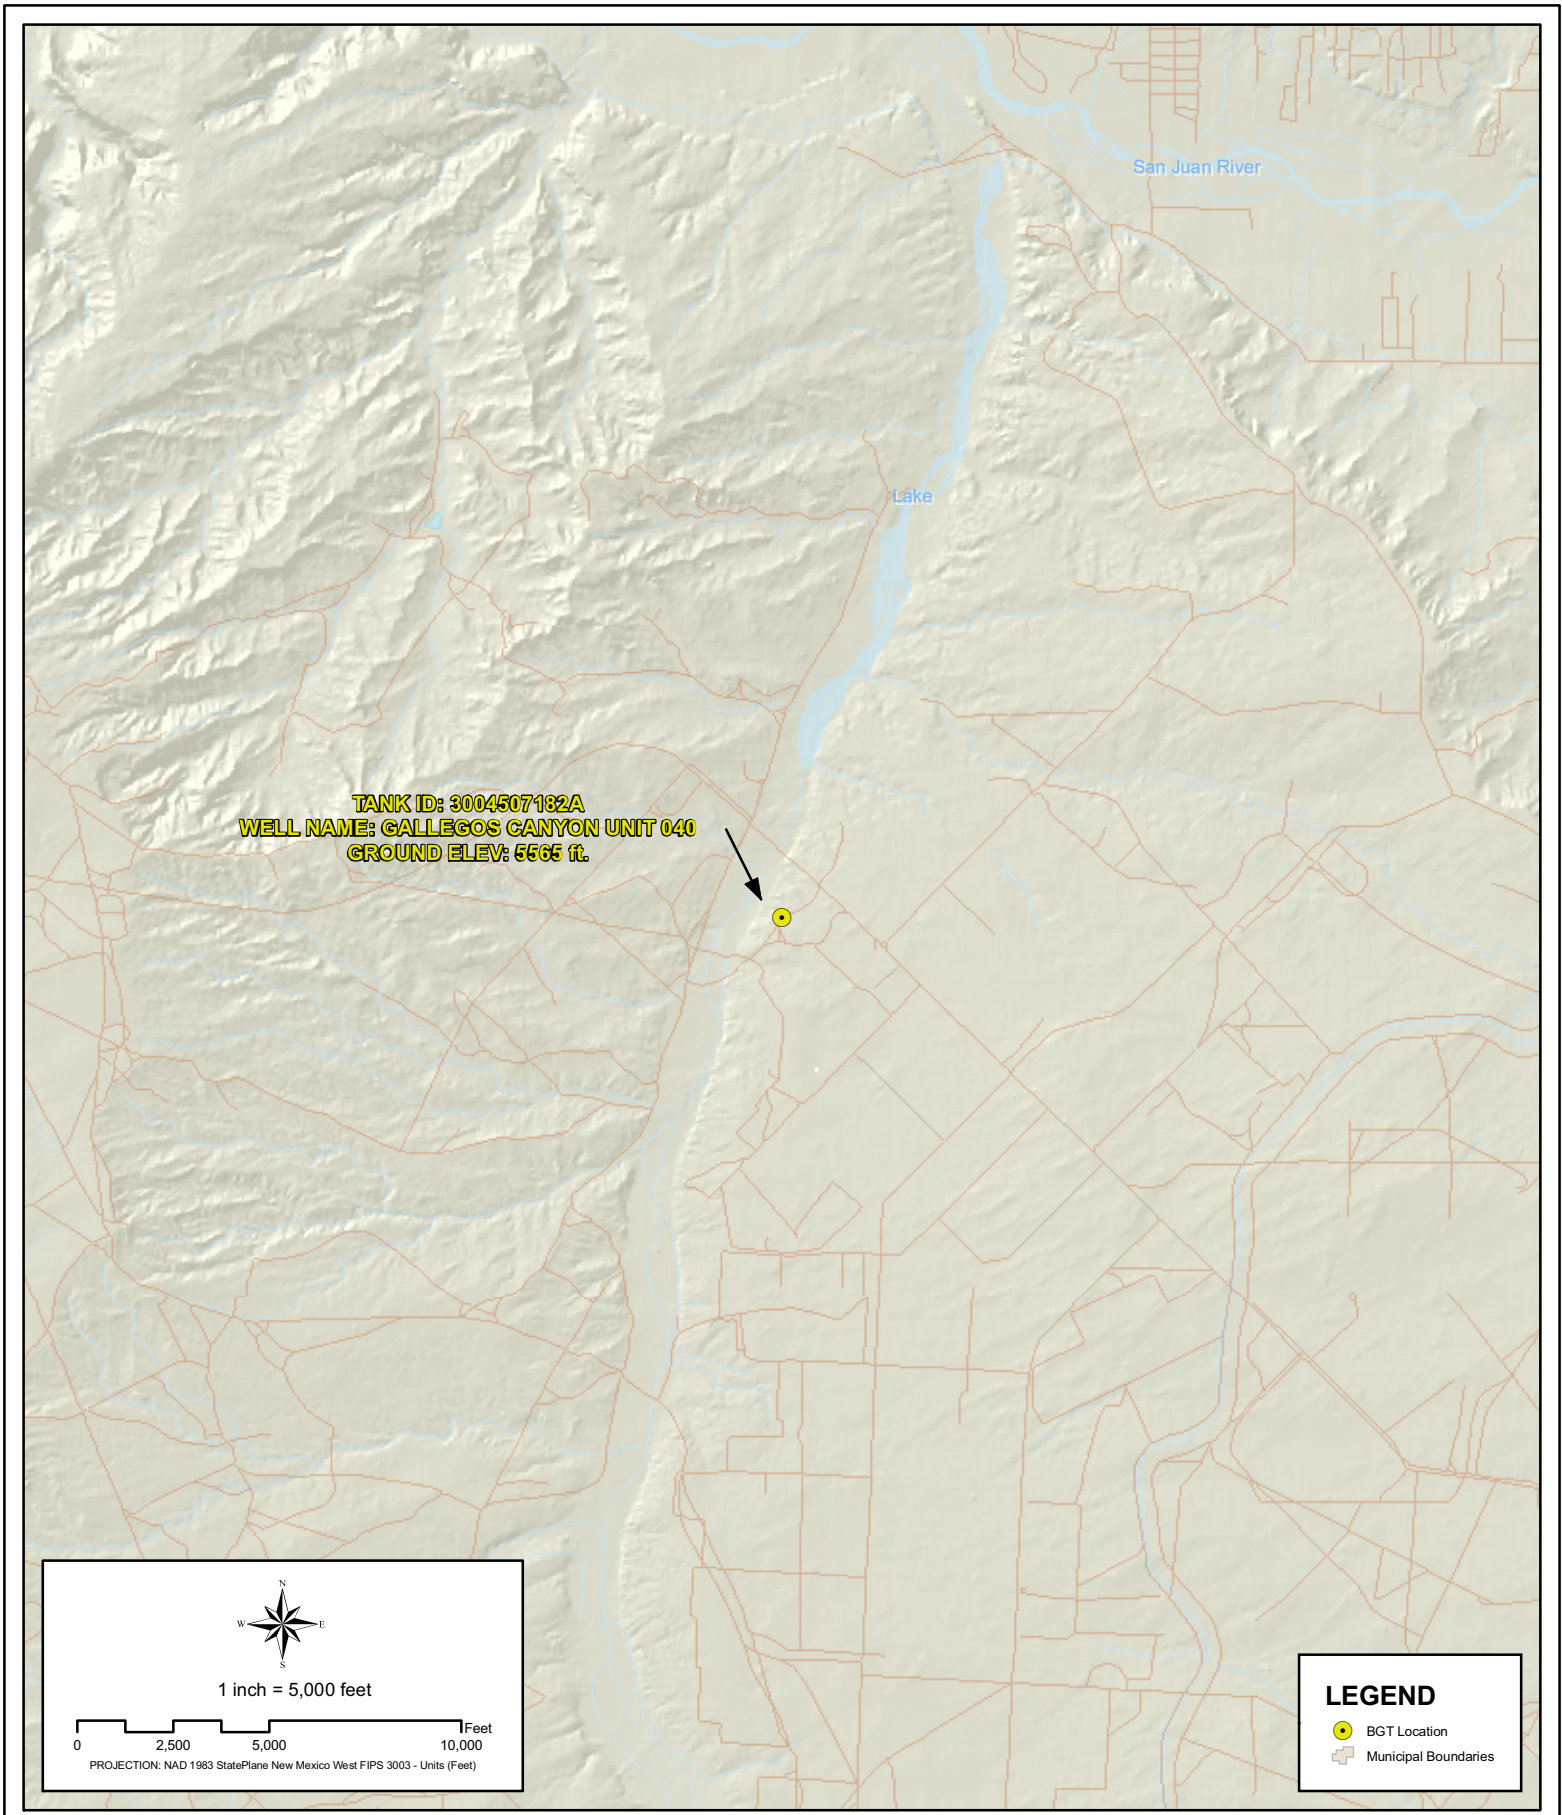 San Juan River
Lake
TANK ID: 3004507182A
WELL NAME: GALLEGOS CANYON UNIT 040
GROUND ELEV: 5565 ft.
N
W
E
S
1 inch = 5,000 feet
Feet
0 2,500 5,000 10,000
PROJECTION: NAD 1983 StatePlane New Mexico West FIPS 3003 - Units (Feet)
LEGEND
BGT Location
Municipal Boundaries